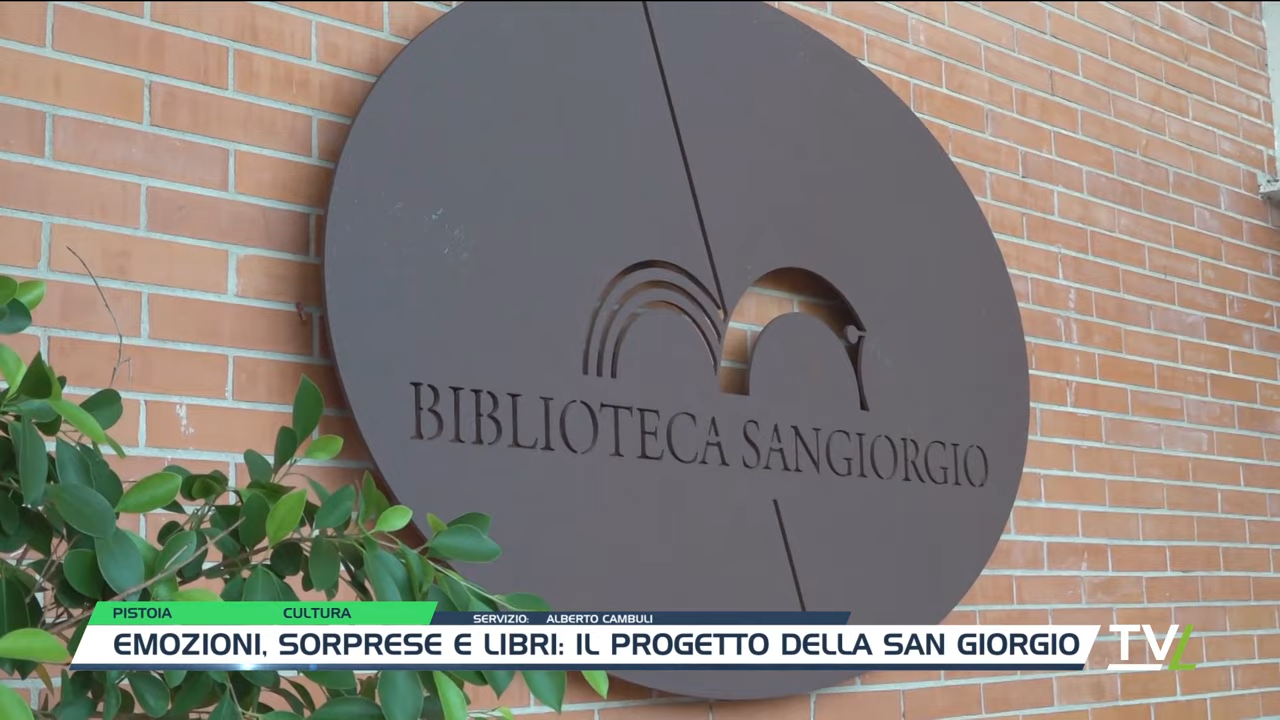 BIBLIOTECA SANGIORGIO
PISTOIA CULTURA
SERVIZIO: ALBERTO CAMBULI
EMOZIONI, SORPRESE E LIBRI: IL PROGETTO DELLA SAN GIORGIO
TVL